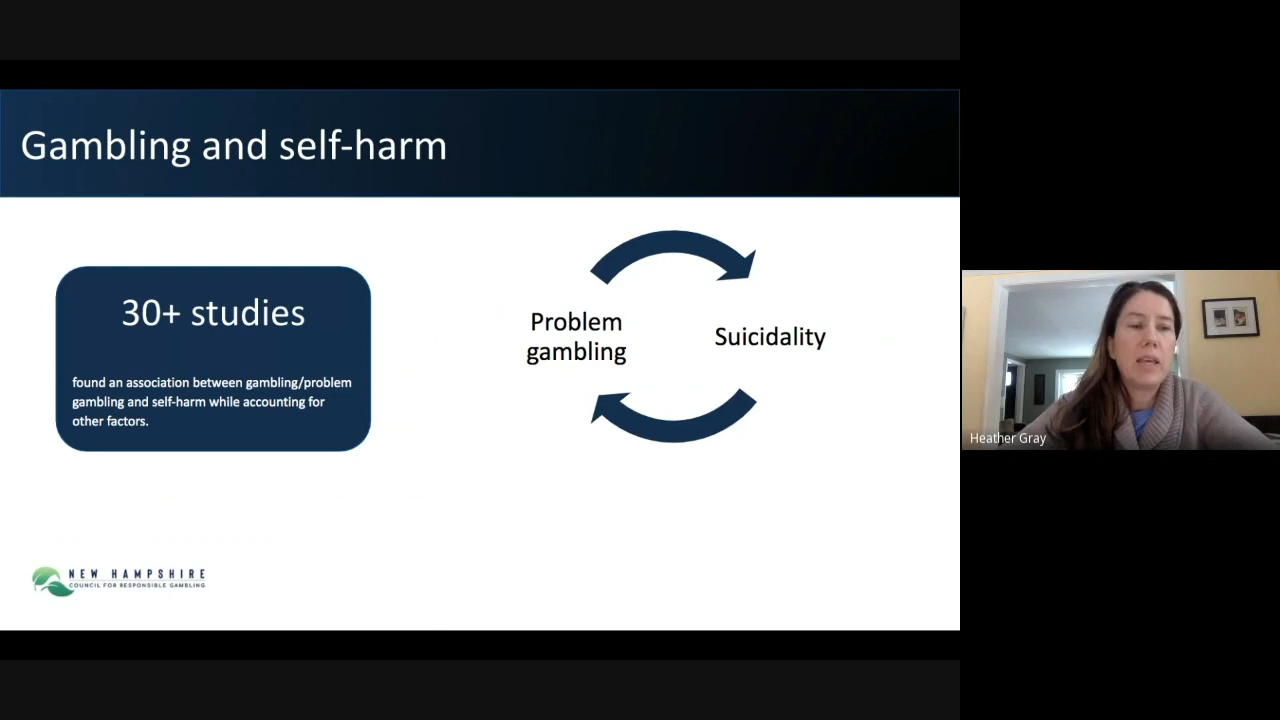 Gambling and self-harm
30+ studies
found an association between gambling/problem
gambling and self-harm while accounting for
other factors.
Problem
gambling
Suicidality
NEW HAMPSHIRE
COUNCIL FOR RESPONSIBLE GAMBLING
Heather Gray